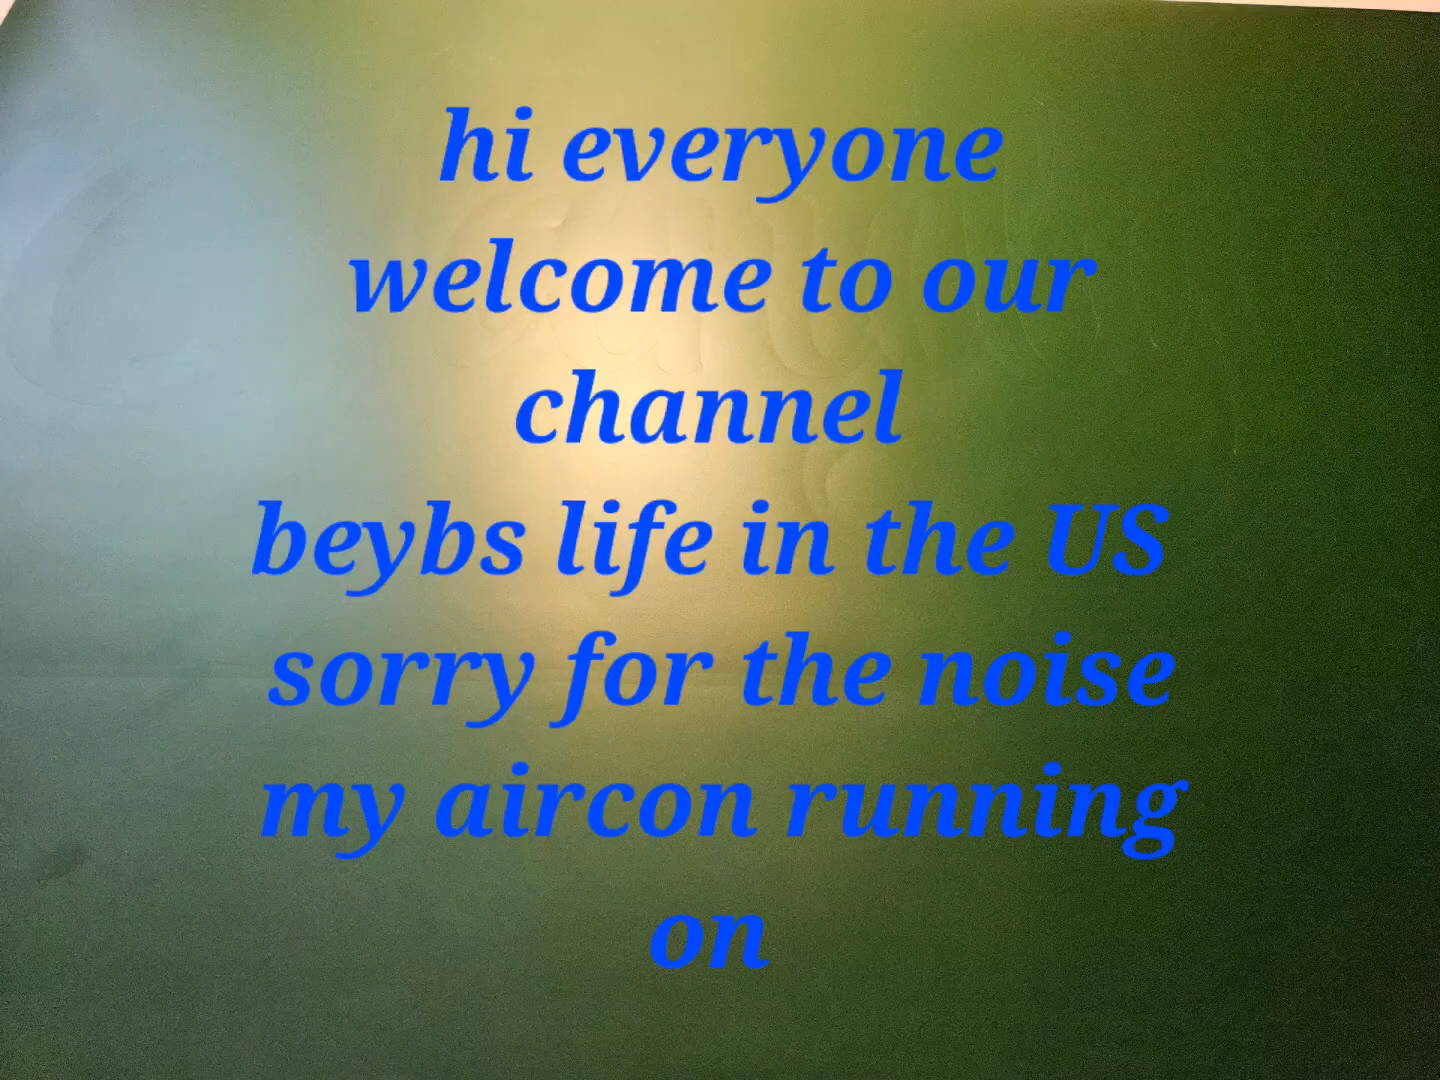 hi everyone
welcome to our
channel
beybs life in the US
sorry for the noise
my aircon running
on